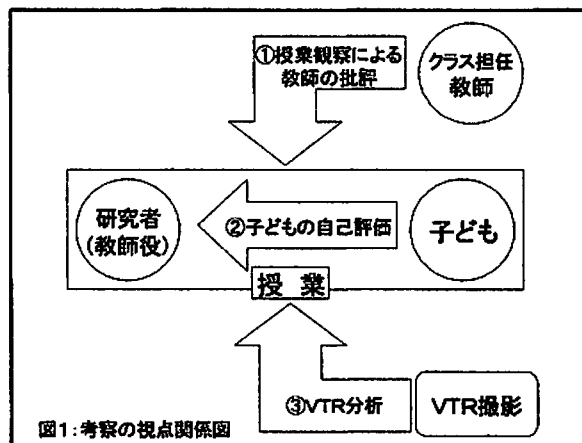 ①授業観察による
教師の批評
クラス担任
教師
研究者
(教師役)
②子どもの自己評価
子ども
授 業
③VTR分析
VTR撮影
図1:考察の視点関係図